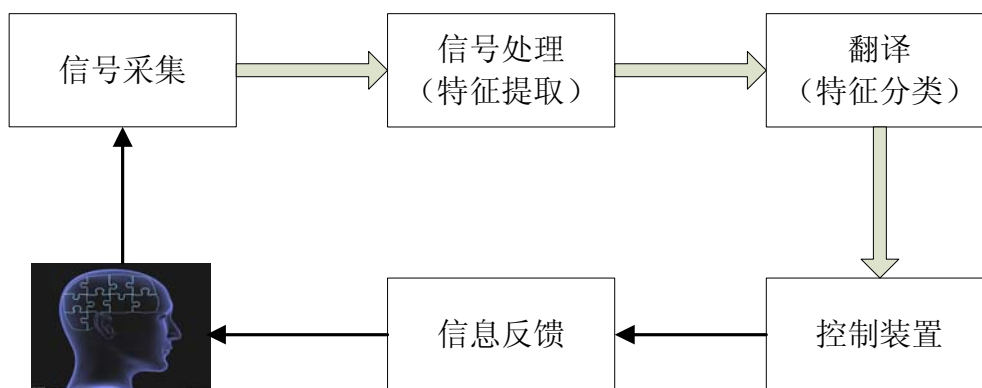 信号采集
信号处理
（特征提取）
翻译
（特征分类）
信息反馈
控制装置